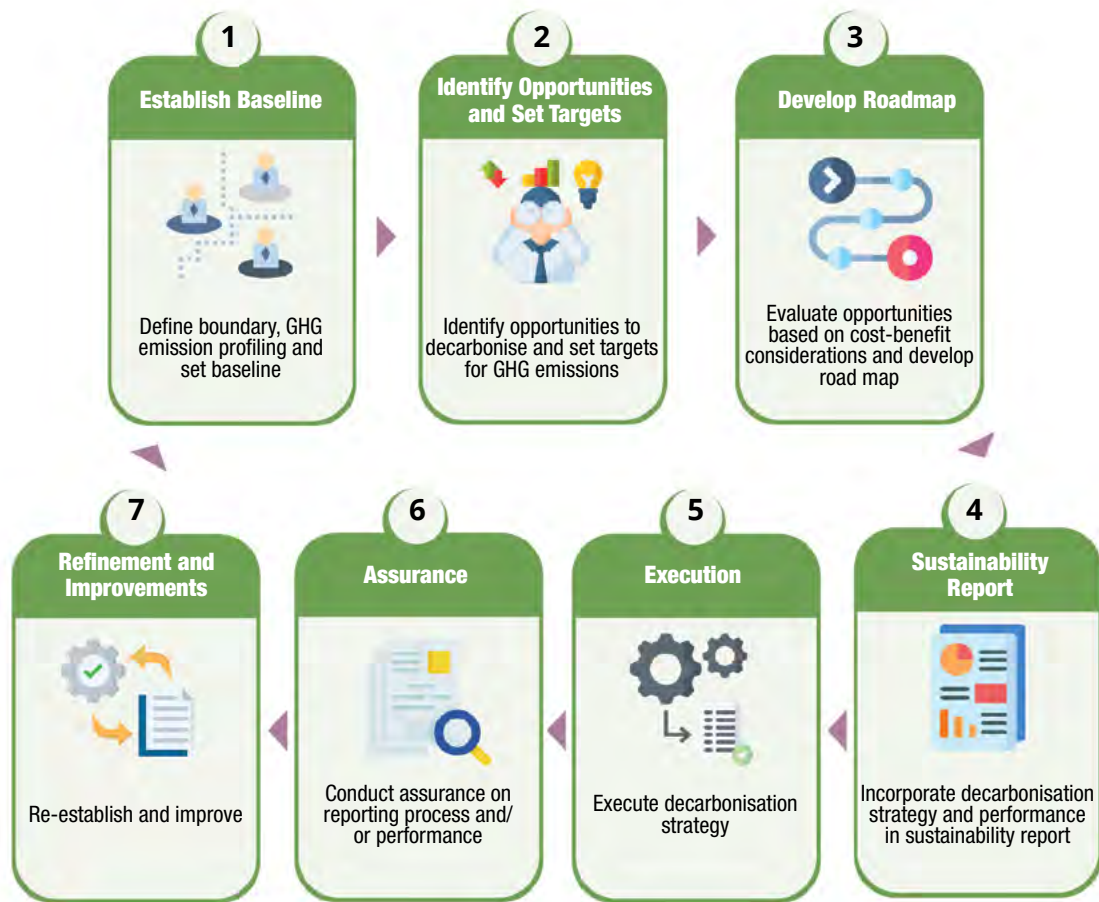 1
Establish Baseline
Define boundary, GHG
emission profiling and
set baseline
2
Identify Opportunities
and Set Targets
Identify opportunities to
decarbonise and set targets
for GHG emissions
3
Develop Roadmap
Evaluate opportunities
based on cost-benefit
considerations and develop
road map
7
Refinement and
Improvements
Re-establish and improve
6
Assurance
Conduct assurance on
reporting process and/
or performance
5
Execution
Execute decarbonisation
strategy
4
Sustainability
Report
Incorporate decarbonisation
strategy and performance
in sustainability report